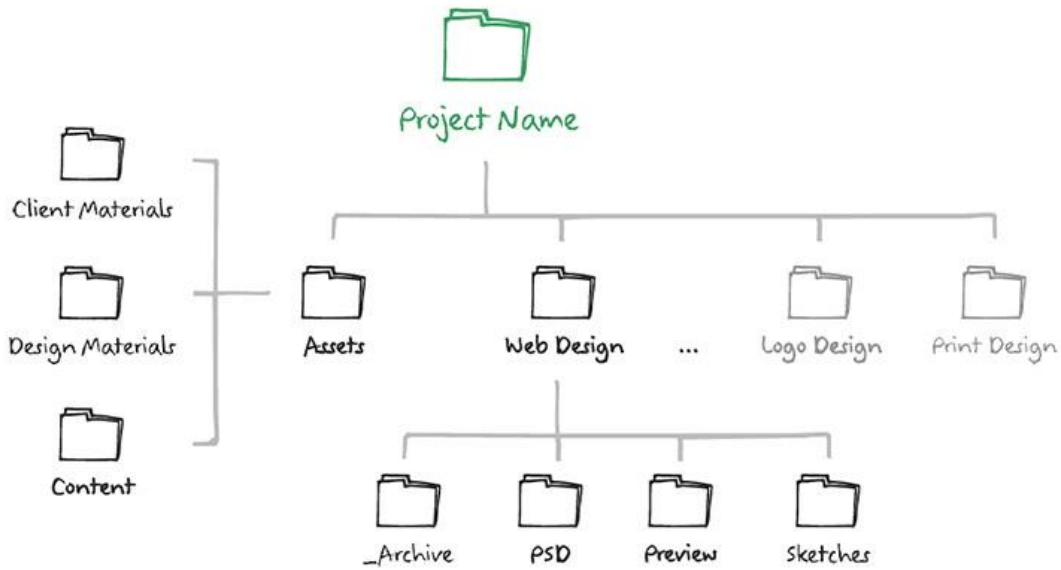 Project Name
Client Materials
Design Materials
Content
Assets
Web Design
...
Logo Design
Print Design
_Archive
PSD
Preview
Sketches